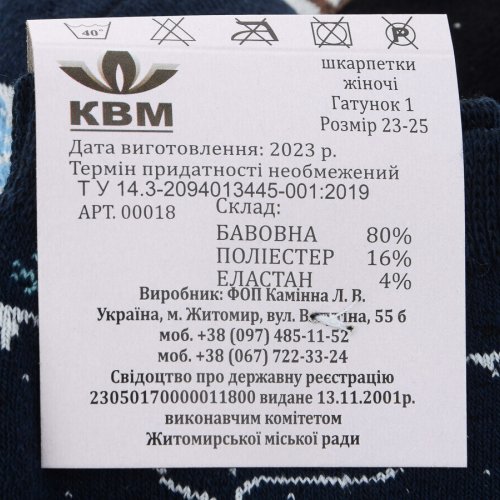 40°
P
КВМ
шкарпетки
жіночі
Гатунок 1
Розмір 23-25
Дата виготовлення: 2023 р.
Термін придатності необмежений
Т У 14.3-2094013445-001:2019
АРТ. 00018
Склад:
БАВОВНА 80%
ПОЛІЕСТЕР 16%
ЕЛАСТАН 4%
Виробник: ФОП Камінна Л. В.
Україна, м. Житомир, вул. 55 б
моб. +38 (097) 485-11-52
моб. +38 (067) 722-33-24
Свідоцтво про державну реєстрацію
23050170000011800 видане 13.11.2001р.
виконавчим комітетом
Житомирської міської ради